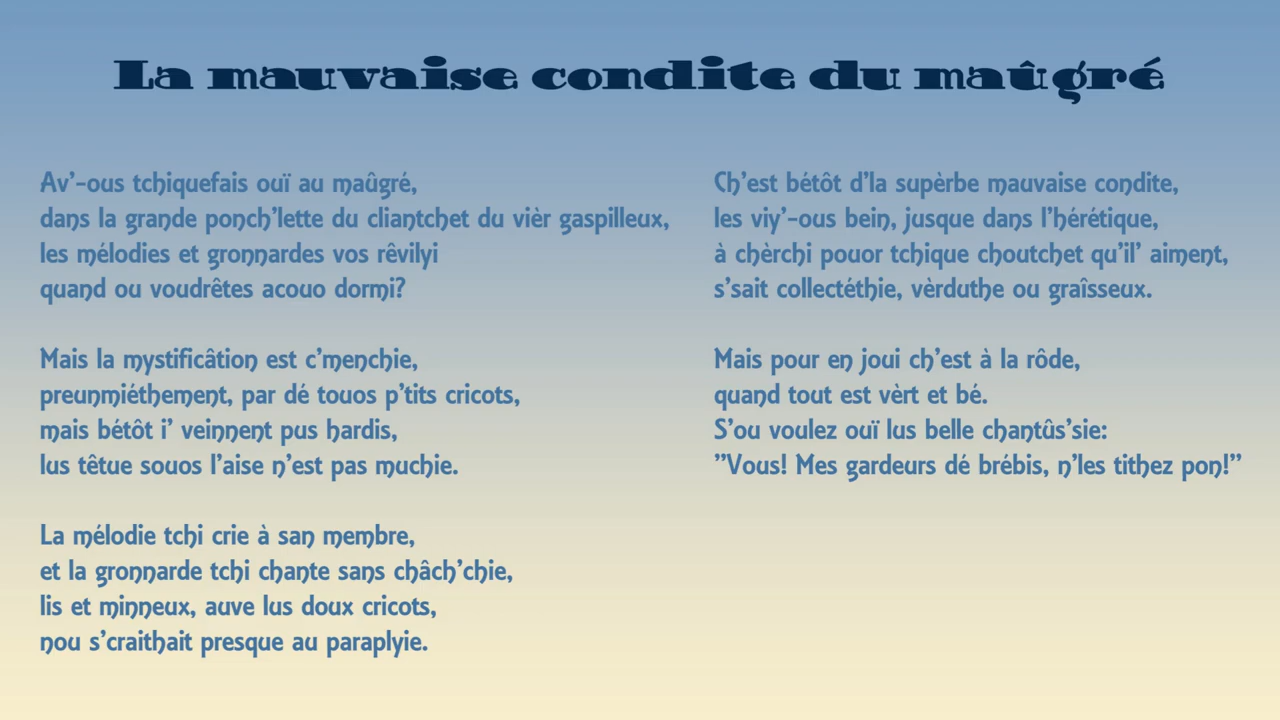 La mauvaise condite du maûgré
Av'-ous tchiquefais ouï au maûgré,
dans la grande ponch'lette du cliantchet du vièr gaspilleux,
les mélodies et gronnardes vos rêvilyi
quand ou voudrêtes acouo dormi?
Mais la mystificâtion est c'menchie,
preunmiéthement, par dé touos p'tits cricots,
mais bétôt i' veinnent pus hardis,
lus têtue souos l'aise n'est pas muchie.
La mélodie tchi crie à san membre,
et la gronnarde tchi chante sans châch'chie,
lis et minneux, auve lus doux cricots,
nou s'craithait presque au paraplyie.
Ch'est bétôt d'la supèrbe mauvaise condite,
les viy'-ous bein, jusque dans l'hérétique,
à chèrchi pouor tchique choutchet qu'il' aiment,
s'sait collectéthie, vèrduthe ou graîsseux.
Mais pour en joui ch'est à la rôde,
quand tout est vèrt et bé.
S'ou voulez ouï lus belle chantûs'sie:
"Vous! Mes gardeurs dé brébis, n'les tithez pon!"